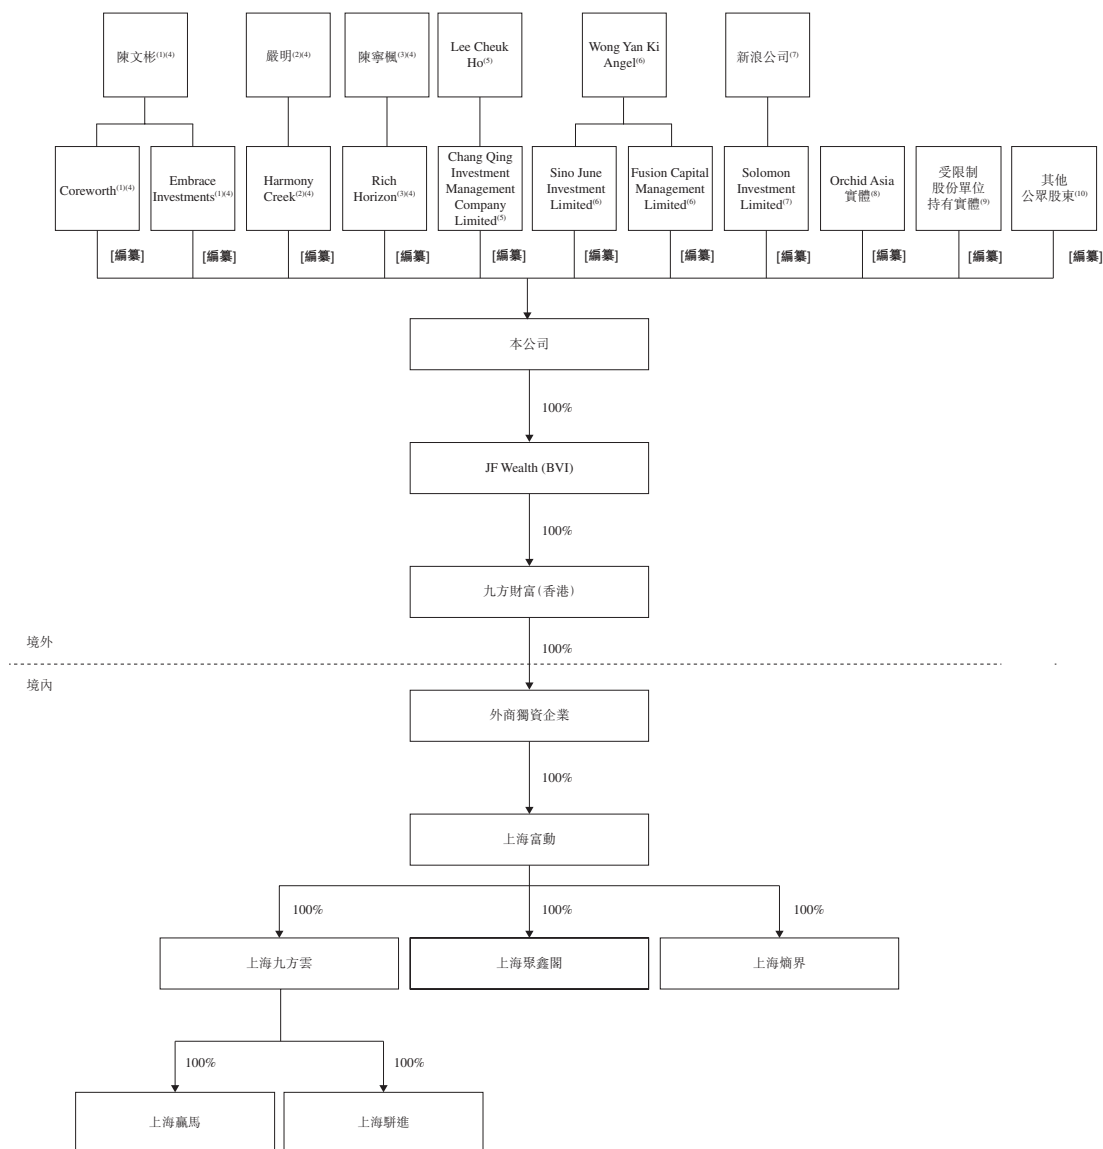 陳文彬(1)(4)
嚴明(2)(4)
陳寧楓(3)(4)
Lee Cheuk
Ho(5)
Wong Yan Ki
Angel(6)
新浪公司(7)
Coreworth(1)(4)
Embrace
Investments(1)(4)
Harmony
Creek(2)(4)
Rich
Horizon(3)(4)
Chang Qing
Investment
Management
Company
Limited(5)
Sino June
Investment
Limited(6)
Fusion Capital
Management
Limited(6)
Solomon
Investment
Limited(7)
Orchid Asia
實體(8)
受限制
股份單位
持有實體(9)
其他
公眾股東(10)
[編纂]
[編纂]
[編纂]
[編纂]
[編纂]
[編纂]
[編纂]
[編纂]
[編纂]
[編纂]
[編纂]
本公司
100%
JF Wealth (BVI)
100%
九方財富(香港)
境外
100%
境內
外商獨資企業
100%
上海富動
100%
100%
100%
上海九方雲
上海聚鑫閣
上海熵界
100%
100%
上海贏馬
上海駢進